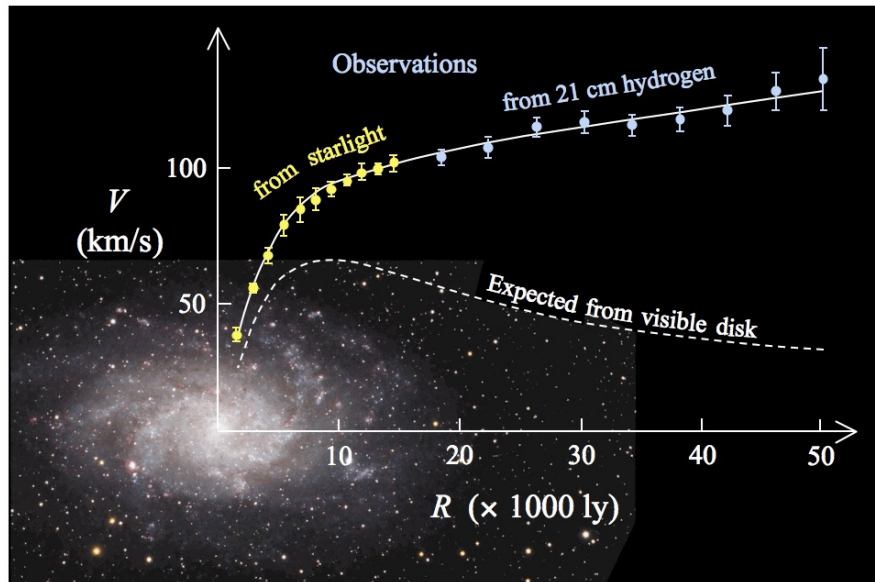 Observations
from starlight
from 21 cm hydrogen
100
V
(km/s)
50
Expected from visible disk
10
20
30
40
50
R (× 1000 ly)